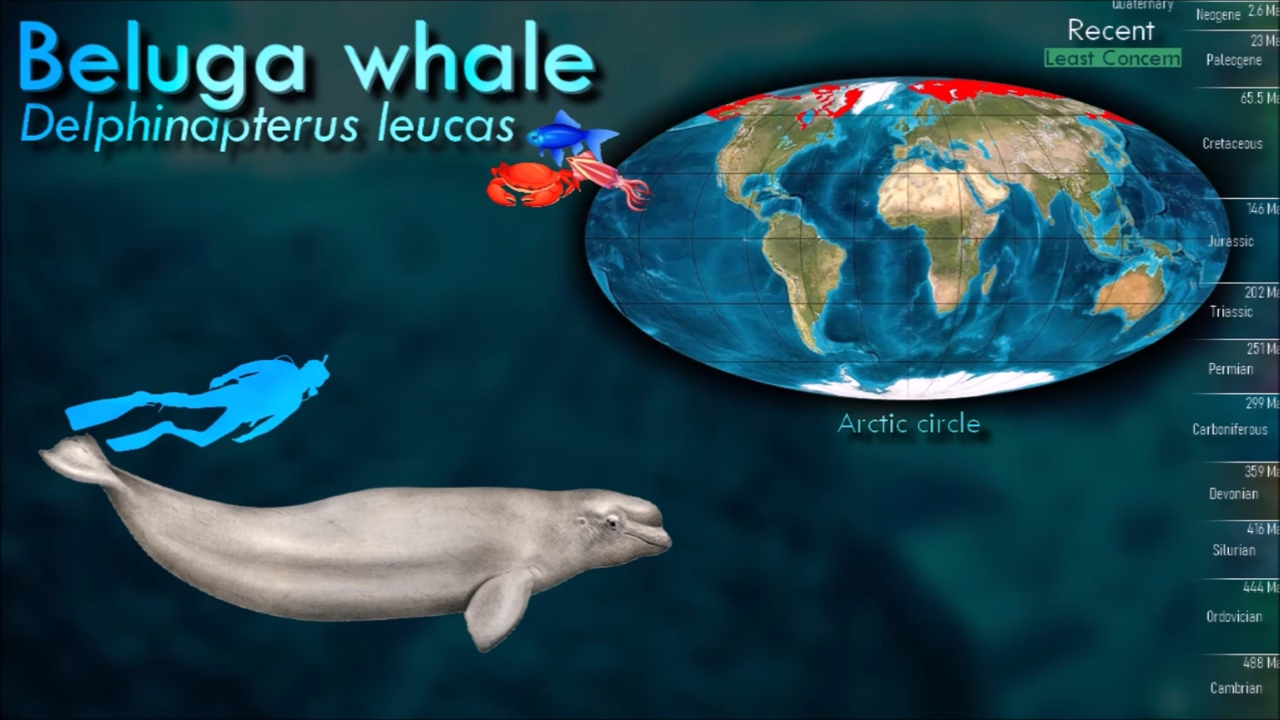 Beluga whale
Delphinapterus leucas
Recent
Least Concern
Arctic circle
Quaternary
2.6 Ma
Neogene
23 Ma
Paleogene
65.5 Ma
Cretaceous
146 Ma
Jurassic
202 Ma
Triassic
251 Ma
Permian
299 Ma
Carboniferous
359 Ma
Devonian
416 Ma
Silurian
444 Ma
Ordovician
488 Ma
Cambrian